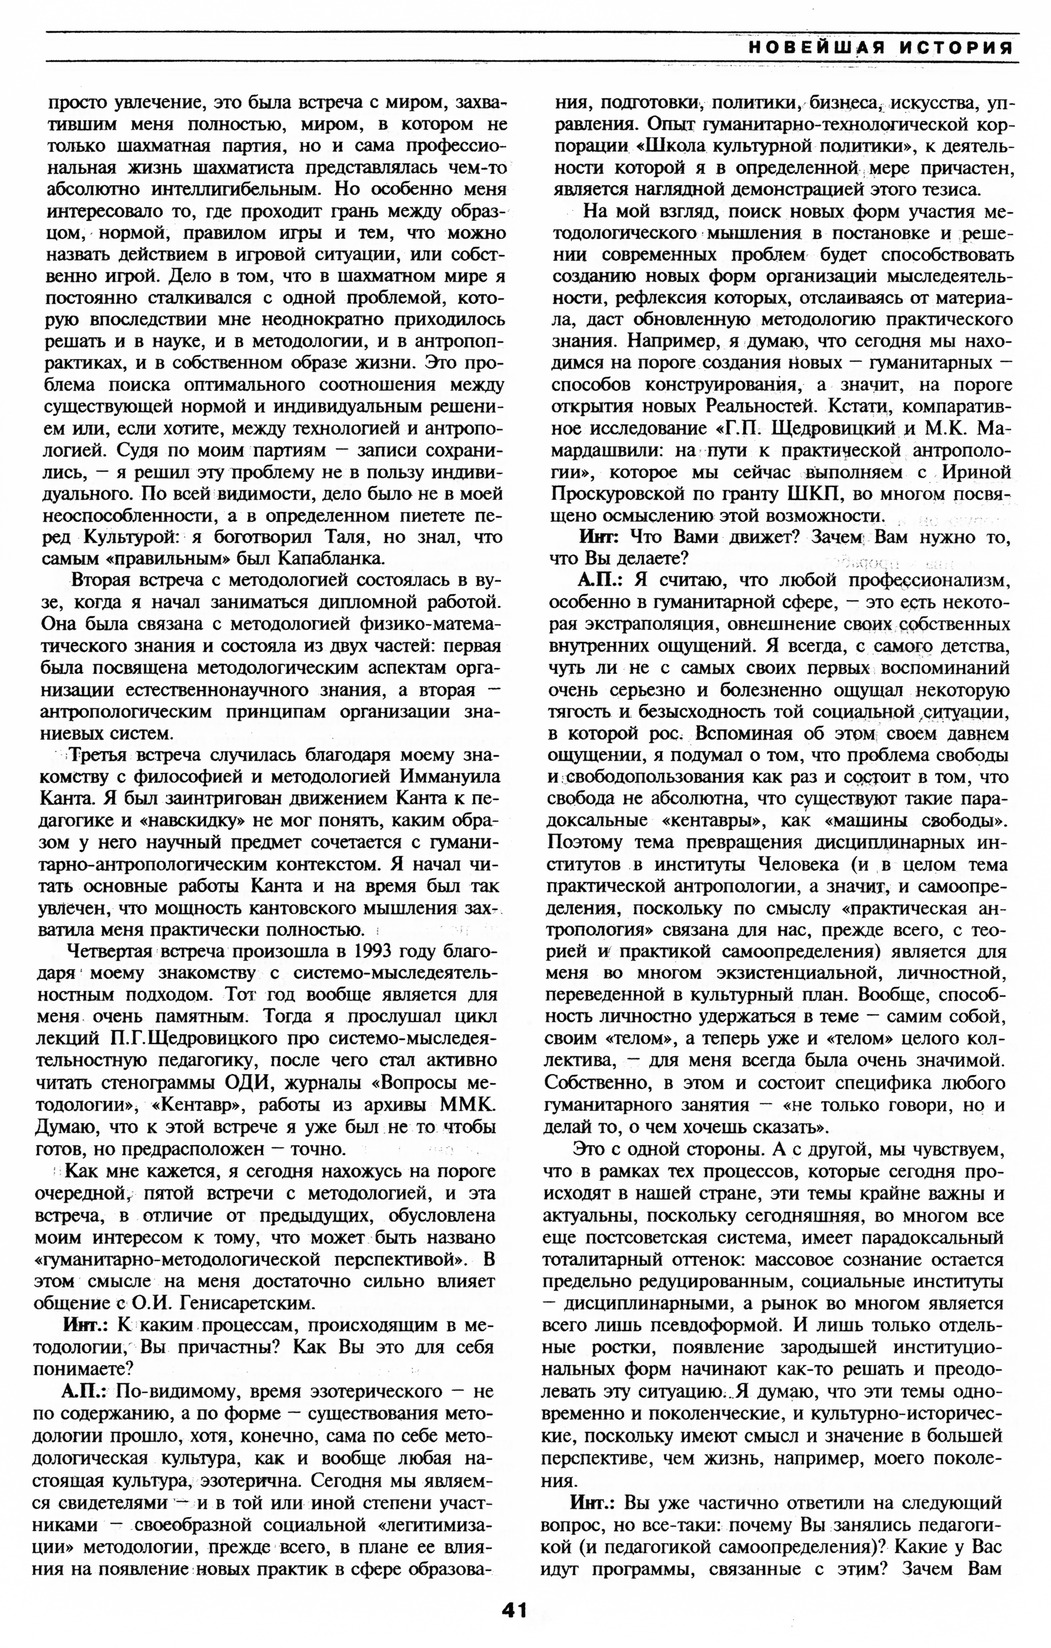 НОВЕЙШАЯ ИСТОРИЯ
просто увлечение, это была встреча с миром, захва-
тившим меня полностью, миром, в котором не
только шахматная партия, но и сама профессио-
нальная жизнь шахматиста представлялась чем-то
абсолютно интеллигибельным. Но особенно меня
интересовало то, где проходит грань между образ-
цом, нормой, правилом игры и тем, что можно
назвать действием в игровой ситуации, или собст-
венно игрой. Дело в том, что в шахматном мире я
постоянно сталкивался с одной проблемой, кото-
рую впоследствии мне неоднократно приходилось
решать и в науке, и в методологии, и в антропоп-
рактиках, и в собственном образе жизни. Это про-
блема поиска оптимального соотношения между
существующей нормой и индивидуальным решени-
ем или, если хотите, между технологией и антропо-
логией. Судя по моим партиям — записи сохрани-
лись, — я решил эту проблему не в пользу индиви-
дуального. По всей видимости, дело было не в моей
неоспособленности, а в определенном пиетете пе-
ред Культурой: я боготворил Таля, но знал, что
самым «правильным» был Капабланка.
Вторая встреча с методологией состоялась в ву-
зе, когда я начал заниматься дипломной работой.
Она была связана с методологией физико-матема-
тического знания и состояла из двух частей: первая
была посвящена методологическим аспектам орга-
низации естественнонаучного знания, а вторая —
антропологическим принципам организации зна-
ниевых систем.
Третья встреча случилась благодаря моему зна-
комству с философией и методологией Иммануила
Канта. Я был заинтригован движением Канта к пе-
дагогике и «навскидку» не мог понять, каким обра-
зом у него научный предмет сочетается с гумани-
тарно-антропологическим контекстом. Я начал чи-
тать основные работы Канта и на время был так
увлечен, что мощность кантовского мышления зах-
ватила меня практически полностью.
Четвертая встреча произошла в 1993 году благо-
даря моему знакомству с системо-мыследеятель-
ностным подходом. Тот год вообще является для
меня очень памятным. Тогда я прослушал цикл
лекций П.Г.Щедровицкого про системо-мыследея-
тельностную педагогику, после чего стал активно
читать стенограммы ОДИ, журналы «Вопросы ме-
тодологии», «Кентавр», работы из архивы ММК.
Думаю, что к этой встрече я уже был не то чтобы
готов, но предрасположен — точно.
Как мне кажется, я сегодня нахожусь на пороге
очередной, пятой встречи с методологией, и эта
встреча, в отличие от предыдущих, обусловлена
моим интересом к тому, что может быть названо
«гуманитарно-методологической перспективой». В
этом смысле на меня достаточно сильно влияет
общение с О.И. Генисаретским.
Инт.: К каким процессам, происходящим в ме-
тодологии, Вы причастны? Как Вы это для себя
понимаете?
А.П.: По-видимому, время эзотерического — не
по содержанию, а по форме — существования мето-
дологии прошло, хотя, конечно, сама по себе мето-
дологическая культура, как и вообще любая на-
стоящая культура, эзотерична. Сегодня мы являем-
ся свидетелями — и в той или иной степени участ-
никами — своеобразной социальной «легитимиза-
ции» методологии, прежде всего, в плане ее влия-
ния на появление новых практик в сфере образова-
ния, подготовки, политики, бизнеса, искусства, уп-
равления. Опыт гуманитарно-технологической кор-
порации «Школа культурной политики», к деятель-
ности которой я в определенной мере причастен,
является наглядной демонстрацией этого тезиса.
На мой взгляд, поиск новых форм участия ме-
тодологического мышления в постановке и реше-
нии современных проблем будет способствовать
созданию новых форм организаций мыследеятель-
ности, рефлексия которых, отслаиваясь от материа-
ла, даст обновленную методологию практического
знания. Например, я думаю, что сегодня мы нахо-
димся на пороге создания новых — гуманитарных —
способов конструирования, а значит, на пороге
открытия новых Реальностей. Кстати, компаратив-
ное исследование «Г.П. Щедровицкий и М.К. Ма-
мардашвили: на пути к практической антрополо-
гии», которое мы сейчас выполняем с Ириной
Проскуровской по гранту ШКП, во многом посвя-
щено осмыслению этой возможности.
Инт: Что Вами движет? Зачем Вам нужно то,
что Вы делаете?
А.П.: Я считаю, что любой профессионализм,
особенно в гуманитарной сфере, — это есть некото-
рая экстраполяция, овнешнение своих собственных
внутренних ощущений. Я всегда, с самого детства,
чуть ли не с самых своих первых воспоминаний
очень серьезно и болезненно ощущал некоторую
тягость и безысходность той социальной ситуации,
в которой рос. Вспоминая об этом своем давнем
ощущении, я подумал о том, что проблема свободы
и свободопользования как раз и состоит в том, что
свобода не абсолютна, что существуют такие пара-
доксальные «кентавры», как «машины свободы».
Поэтому тема превращения дисциплинарных ин-
ститутов в институты Человека (и в целом тема
практической антропологии, а значит, и самоопре-
деления, поскольку по смыслу «практическая ан-
тропология» связана для нас, прежде всего, с тео-
рией и практикой самоопределения) является для
меня во многом экзистенциальной, личностной,
переведенной в культурный план. Вообще, способ-
ность личностно удержаться в теме — самим собой,
своим «телом», а теперь уже и «телом» целого кол-
лектива, — для меня всегда была очень значимой.
Собственно, в этом и состоит специфика любого
гуманитарного занятия — «не только говори, но и
делай то, о чем хочешь сказать».
Это с одной стороны. А с другой, мы чувствуем,
что в рамках тех процессов, которые сегодня про-
исходят в нашей стране, эти темы крайне важны и
актуальны, поскольку сегодняшняя, во многом все
еще постсоветская система, имеет парадоксальный
тоталитарный оттенок: массовое сознание остается
предельно редуцированным, социальные институты
— дисциплинарными, а рынок во многом является
всего лишь псевдоформой. И лишь только отдель-
ные ростки, появление зародышей институцио-
нальных форм начинают как-то решать и преодо-
левать эту ситуацию. Я думаю, что эти темы одно-
временно и поколенческие, и культурно-историчес-
кие, поскольку имеют смысл и значение в большей
перспективе, чем жизнь, например, моего поколе-
ния.
Инт.: Вы уже частично ответили на следующий
вопрос, но все-таки: почему Вы занялись педагоги-
кой (и педагогикой самоопределения)? Какие у Вас
идут программы, связанные с этим? Зачем Вам
41